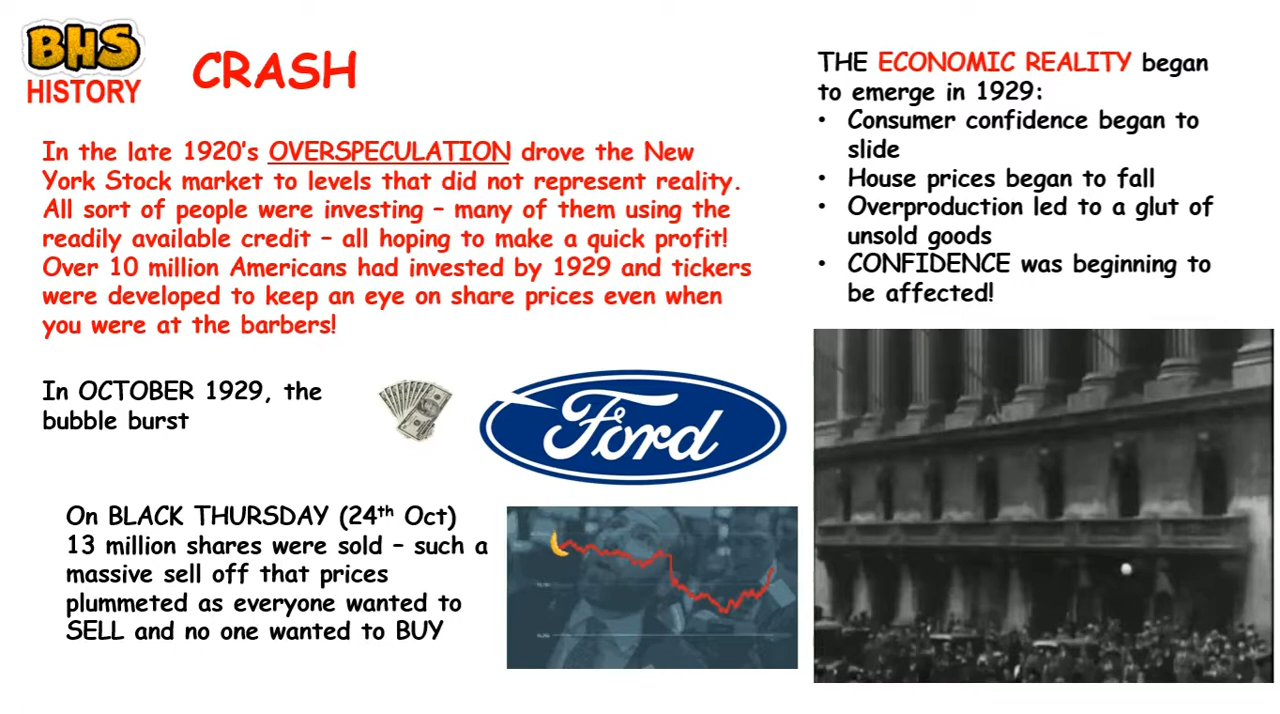 BHS
HISTORY
CRASH
In the late 1920's OVERSPECULATION drove the New
York Stock market to levels that did not represent reality.
All sort of people were investing – many of them using the
readily available credit – all hoping to make a quick profit!
Over 10 million Americans had invested by 1929 and tickers
were developed to keep an eye on share prices even when
you were at the barbers!
In OCTOBER 1929, the
bubble burst
Ford
On BLACK THURSDAY (24th Oct)
13 million shares were sold – such a
massive sell off that prices
plummeted as everyone wanted to
SELL and no one wanted to BUY
THE ECONOMIC REALITY began
to emerge in 1929:
• Consumer confidence began to
slide
• House prices began to fall
• Overproduction led to a glut of
unsold goods
• CONFIDENCE was beginning to
be affected!